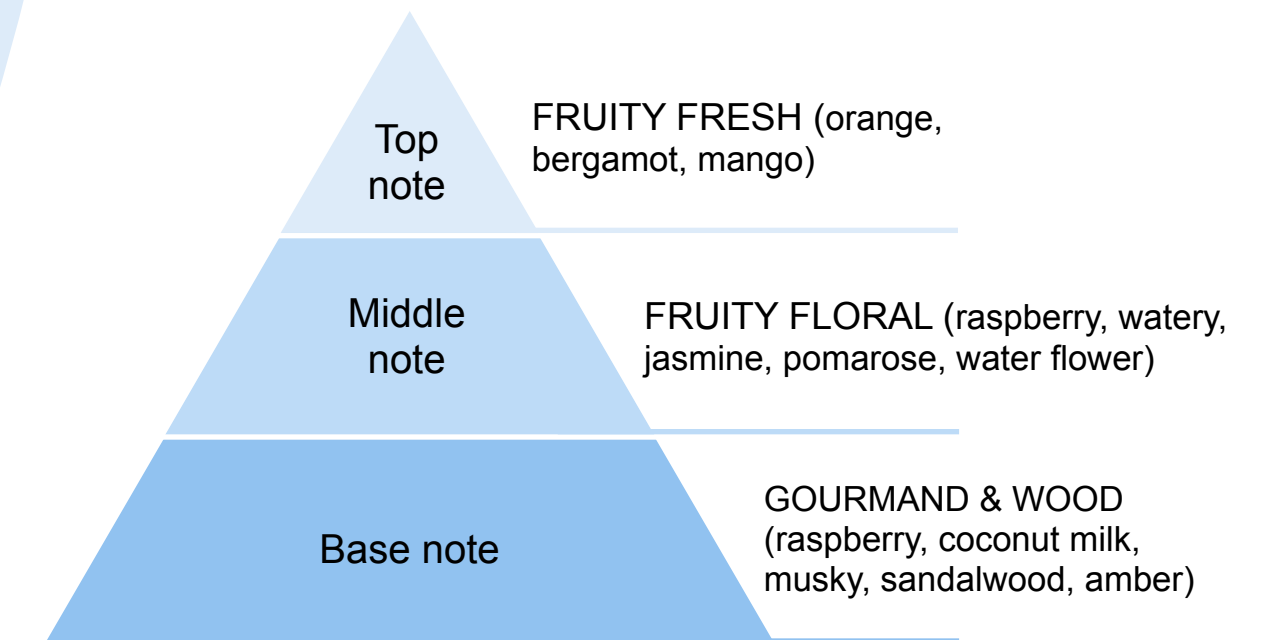 Top
note
FRUITY FRESH (orange,
bergamot, mango)
Middle
note
FRUITY FLORAL (raspberry, watery,
jasmine, pomarose, water flower)
Base note
GOURMAND & WOOD
(raspberry, coconut milk,
musky, sandalwood, amber)